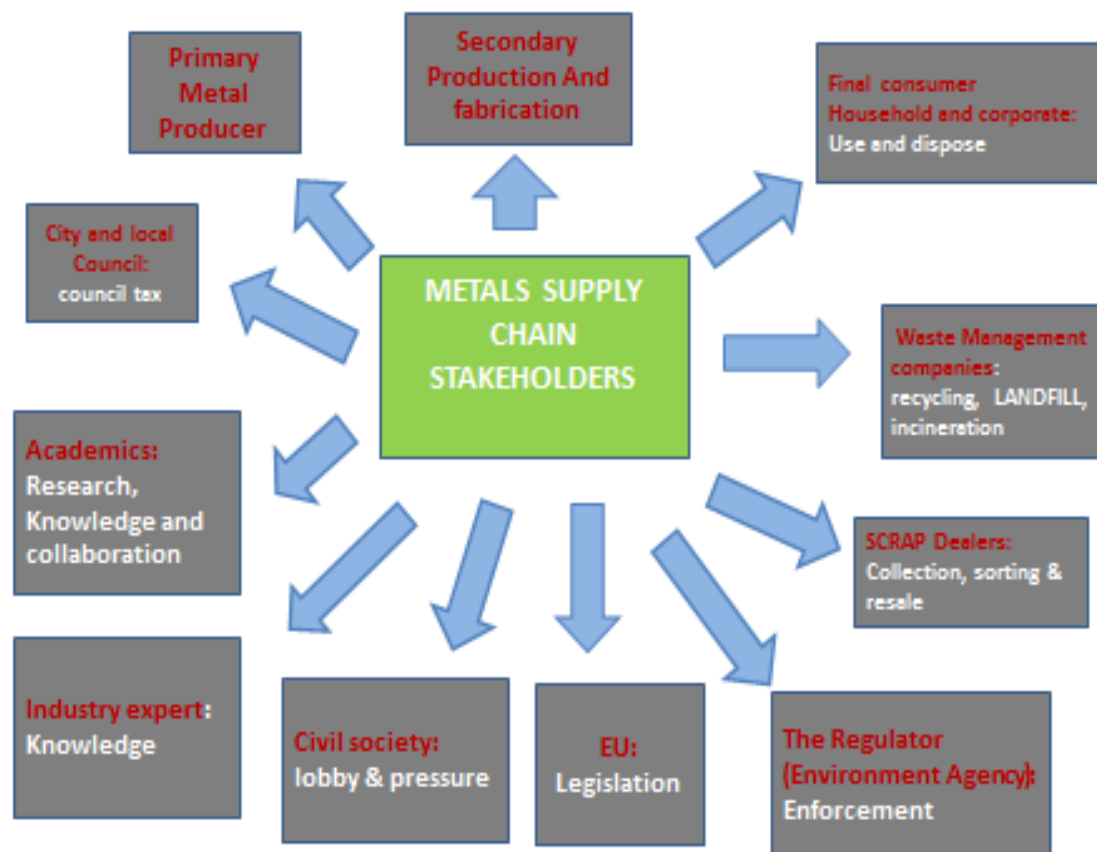 Primary
Metal
Producer
Secondary
Production And
fabrication
Final consumer
Household and corporate:
Use and dispose
City and local
Council:
council tax
METALS SUPPLY
CHAIN
STAKEHOLDERS
Waste Management
companies:
recycling, LANDFILL,
incineration
Academics:
Research,
Knowledge and
collaboration
SCRAP Dealers:
Collection, sorting &
resale
Industry expert:
Knowledge
Civil society:
lobby & pressure
EU:
Legislation
The Regulator
(Environment Agency):
Enforcement